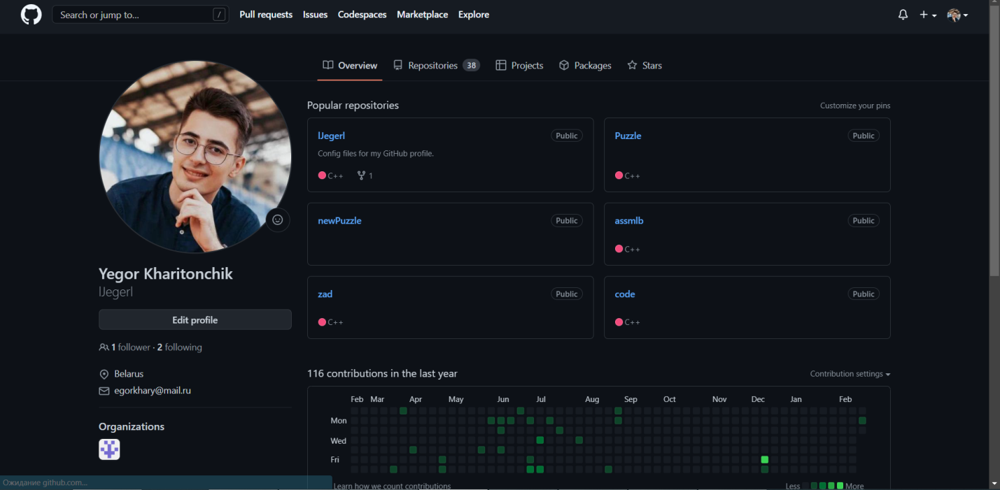 Search or jump to... /
Pull requests Issues Codespaces Marketplace Explore
Overview Repositories 38 Projects Packages Stars
Popular repositories
Customize your pins
IJegerI Public
Config files for my GitHub profile.
C++ 1
Puzzle Public
C++
newPuzzle Public
assmlb Public
C++
zad Public
C++
code Public
C++
Yegor Kharitonchik
IJegerI
Edit profile
1 follower · 2 following
Belarus
egorkhary@mail.ru
Organizations
116 contributions in the last year
Contribution settings
Feb Mar Apr May Jun Jul Aug Sep Oct Nov Dec Jan Feb
Mon
Wed
Fri
Learn how we count contributions
Less More
Ожидание github.com...